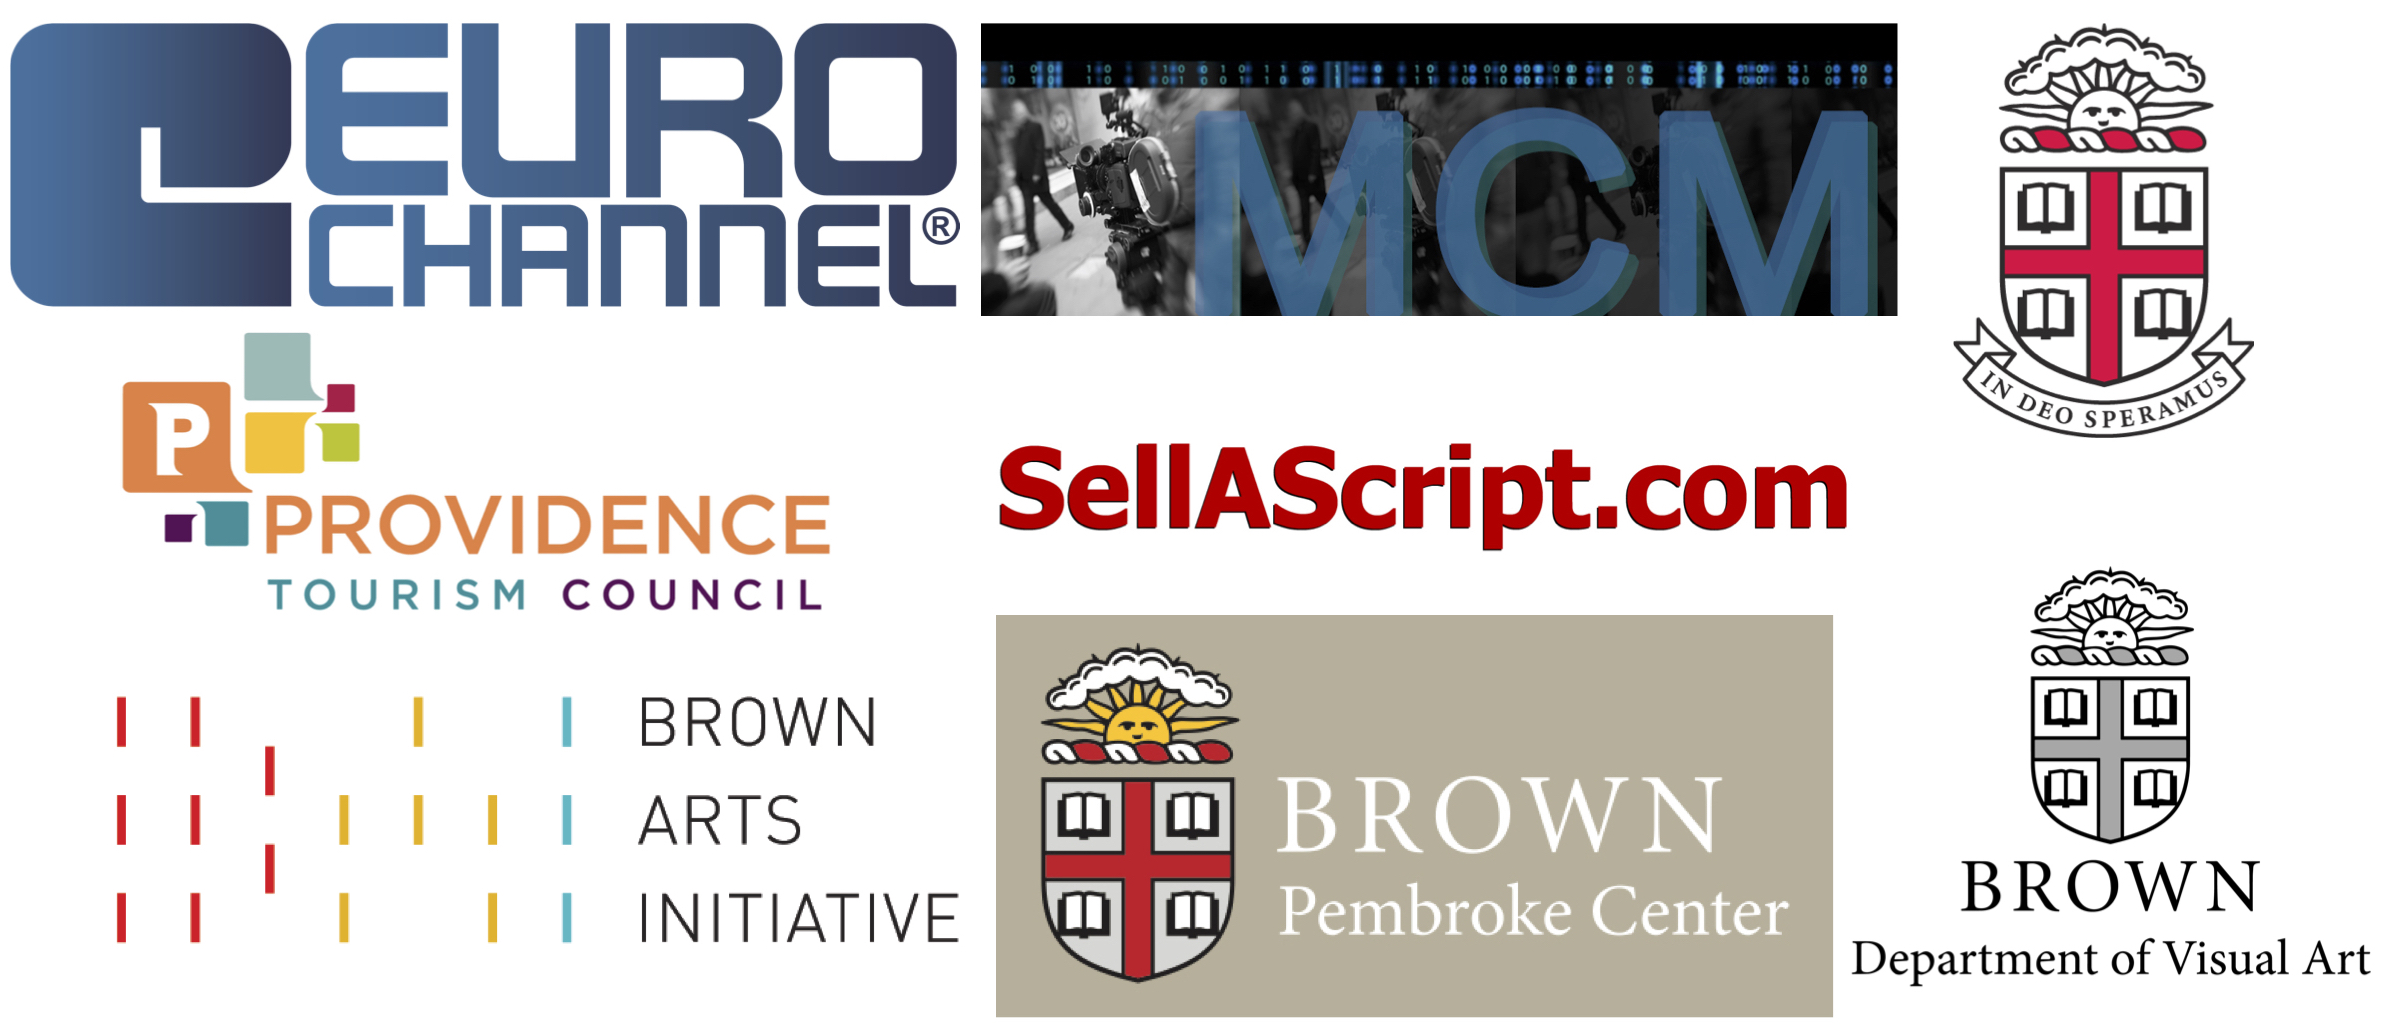 EURO
CHANNEL®
MCM
IN DEO SPERAMUS
P
PROVIDENCE
TOURISM COUNCIL
SellAScript.com
BROWN
ARTS
INITIATIVE
BROWN
Pembroke Center
BROWN
Department of Visual Art